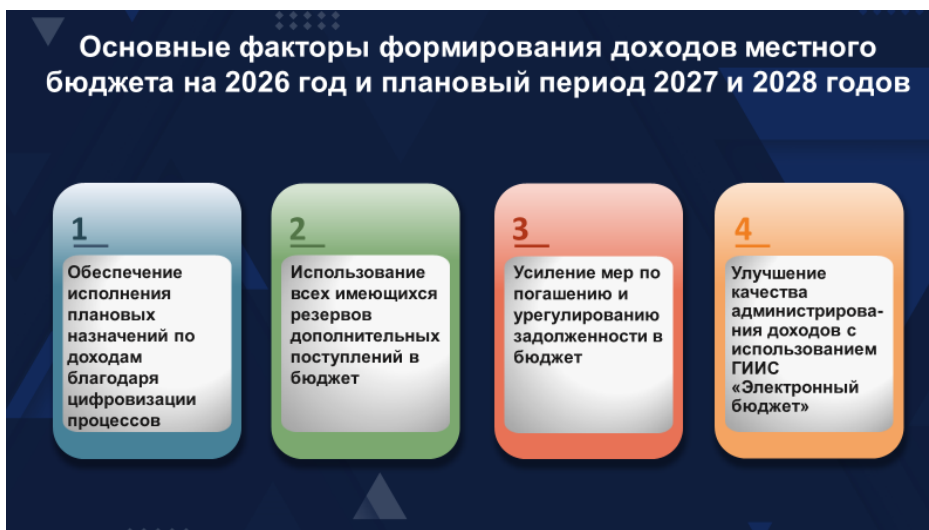 Основные факторы формирования доходов местного
бюджета на 2026 год и плановый период 2027 и 2028 годов
1
Обеспечение
исполнения
плановых
назначений по
доходам
благодаря
цифровизации
процессов
2
Использование
всех имеющихся
резервов
дополнительных
поступлений в
бюджет
3
Усиление мер по
погашению и
урегулированию
задолженности в
бюджет
4
Улучшение
качества
администрирова-
ния доходов с
использованием
ГИИС
«Электронный
бюджет»